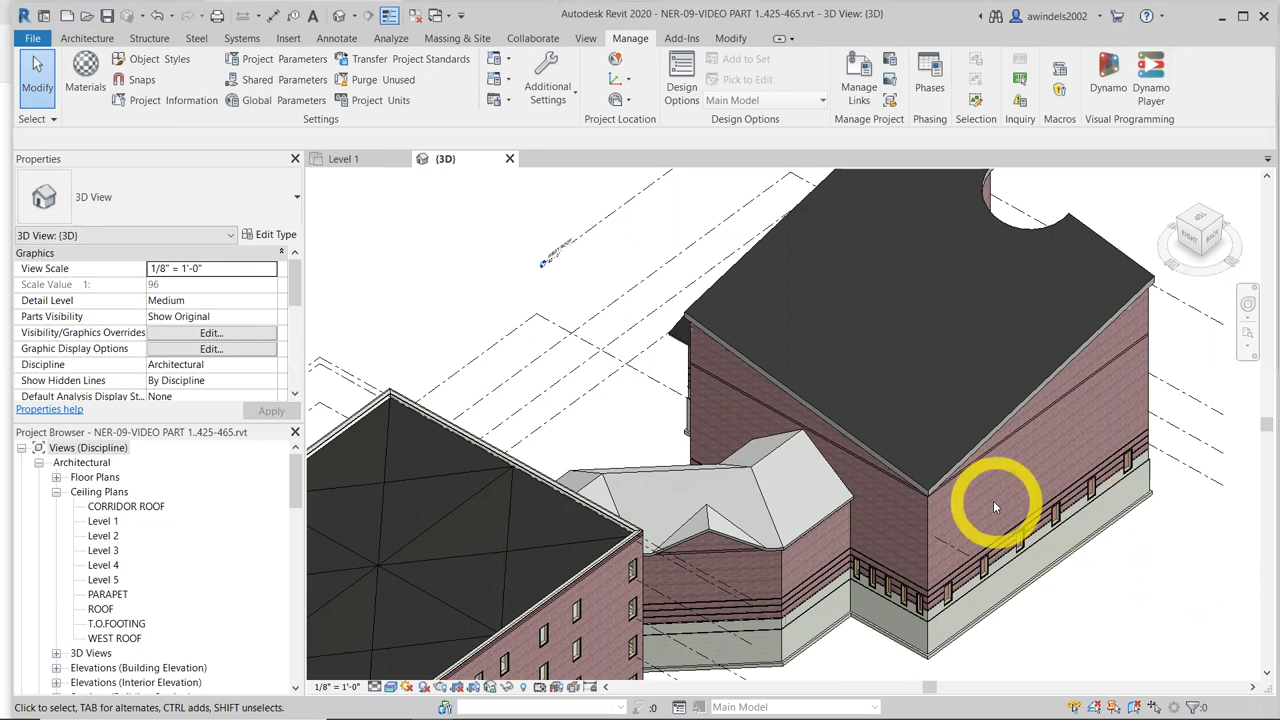 Autodesk Revit 2020 - NER-09-VIDEO PART 1..425-465.rvt: 3D View: {3D}
awindels2002
File Architecture Structure Steel Systems Insert Annotate Analyze Massing & Site Collaborate View Manage Add-Ins Modify
Modify
Select
Materials
Object Styles
Snaps
Project Information
Project Parameters
Shared Parameters
Global Parameters
Transfer Project Standards
Purge Unused
Project Units
Settings
Additional Settings
Project Location
Design Options
Add to Set
Pick to Edit
Main Model
Design Options
Manage Links
Manage Project
Phases
Phasing
Selection
Inquiry
Macros
Dynamo
Dynamo Player
Visual Programming
Properties
Level 1
{3D}
3D View
3D View: {3D}
Edit Type
Graphics
View Scale 1/8" = 1'-0"
Scale Value 1: 96
Detail Level Medium
Parts Visibility Show Original
Visibility/Graphics Overrides Edit...
Graphic Display Options Edit...
Discipline Architectural
Show Hidden Lines By Discipline
Default Analysis Display St... None
Properties help Apply
Project Browser - NER-09-VIDEO PART 1..425-465.rvt
Views (Discipline)
Architectural
Floor Plans
Ceiling Plans
CORRIDOR ROOF
Level 1
Level 2
Level 3
Level 4
Level 5
PARAPET
ROOF
T.O.FOOTING
WEST ROOF
3D Views
Elevations (Building Elevation)
Elevations (Interior Elevation)
RIGHT
BACK
1/8" = 1'-0"
Click to select, TAB for alternates, CTRL adds, SHIFT unselects.
:0
Main Model
:0